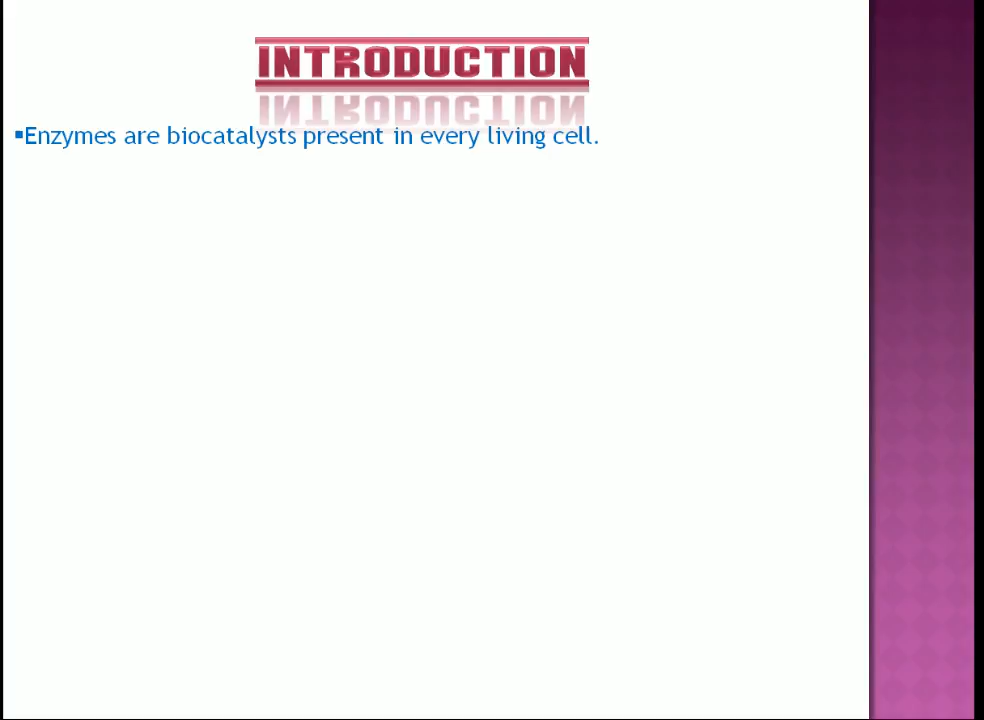 INTRODUCTION
▪Enzymes are biocatalysts present in every living cell.